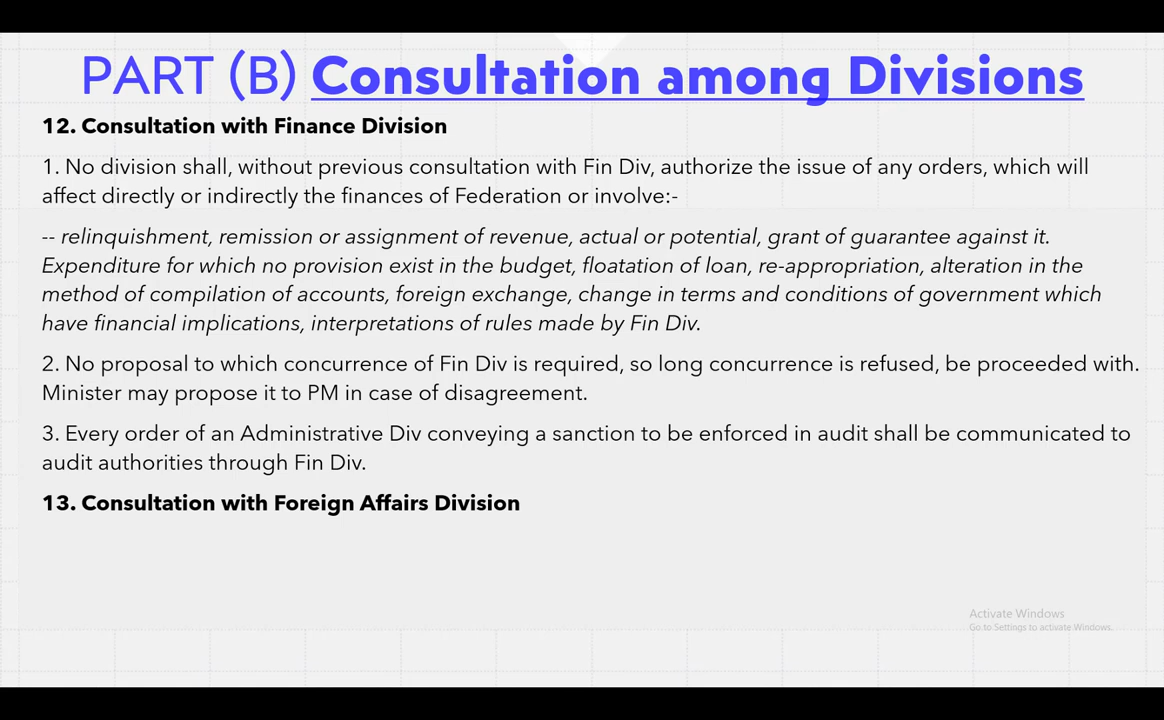 PART (B) Consultation among Divisions
12. Consultation with Finance Division
1. No division shall, without previous consultation with Fin Div, authorize the issue of any orders, which will
affect directly or indirectly the finances of Federation or involve:-
-- relinquishment, remission or assignment of revenue, actual or potential, grant of guarantee against it.
Expenditure for which no provision exist in the budget, floatation of loan, re-appropriation, alteration in the
method of compilation of accounts, foreign exchange, change in terms and conditions of government which
have financial implications, interpretations of rules made by Fin Div.
2. No proposal to which concurrence of Fin Div is required, so long concurrence is refused, be proceeded with.
Minister may propose it to PM in case of disagreement.
3. Every order of an Administrative Div conveying a sanction to be enforced in audit shall be communicated to
audit authorities through Fin Div.
13. Consultation with Foreign Affairs Division
Activate Windows
Go to Settings to activate Windows.